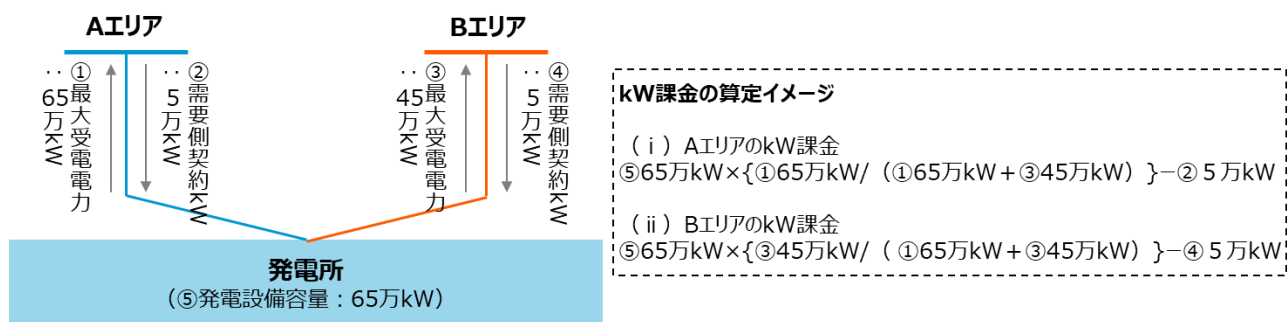 Aエリア
Bエリア
①最大受電電力
‥65万kW
②需要側契約kW
‥5万kW
③最大受電電力
‥45万kW
④需要側契約kW
‥5万kW
発電所
（⑤発電設備容量：65万kW）
kW課金の算定イメージ
（ⅰ）AエリアのkW課金
⑤65万kW×{①65万kW/（①65万kW＋③45万kW）}－②５万kW
（ⅱ）BエリアのkW課金
⑤65万kW×{③45万kW/（ ①65万kW＋③45万kW）}－④５万kW